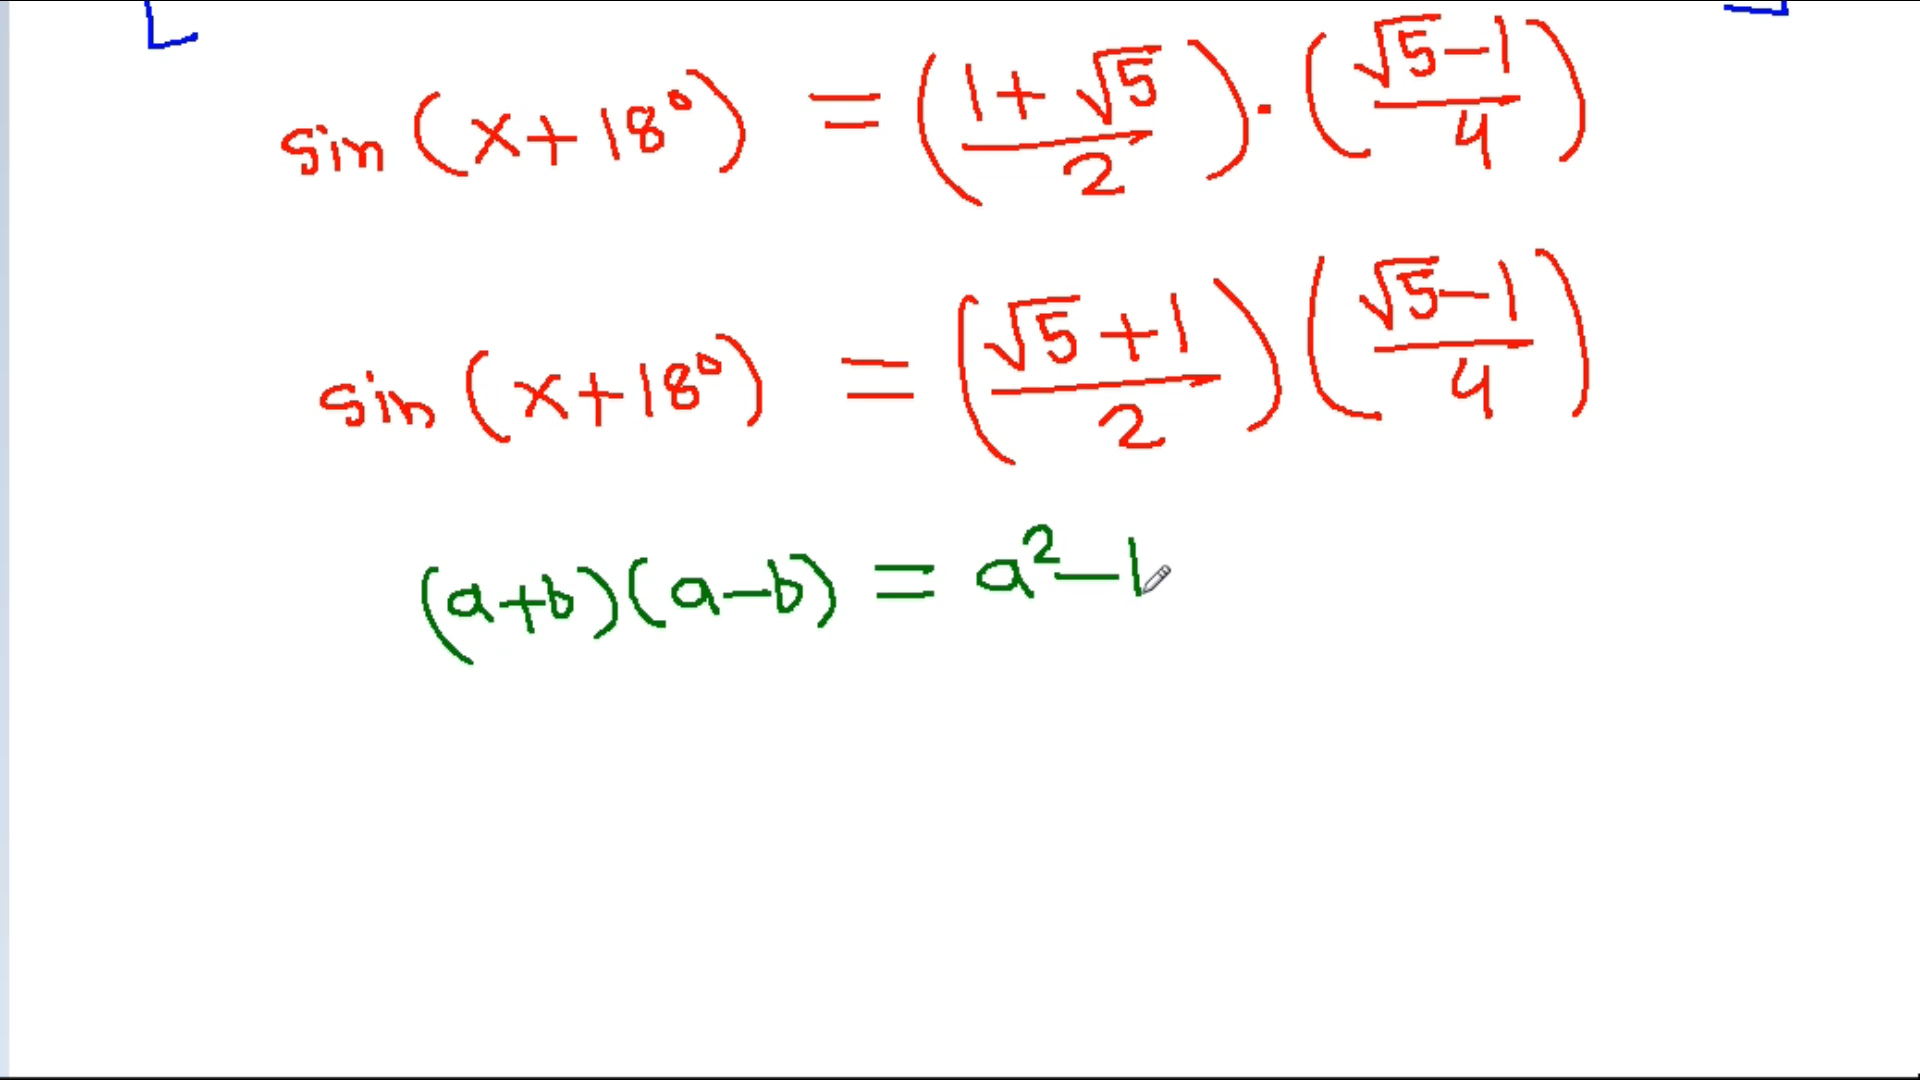 sin (x+18°) = (1+√5/2)·(√5-1/4)
sin (x+18°) = (√5+1/2)(√5-1/4)
(a+b)(a-b) = a²-